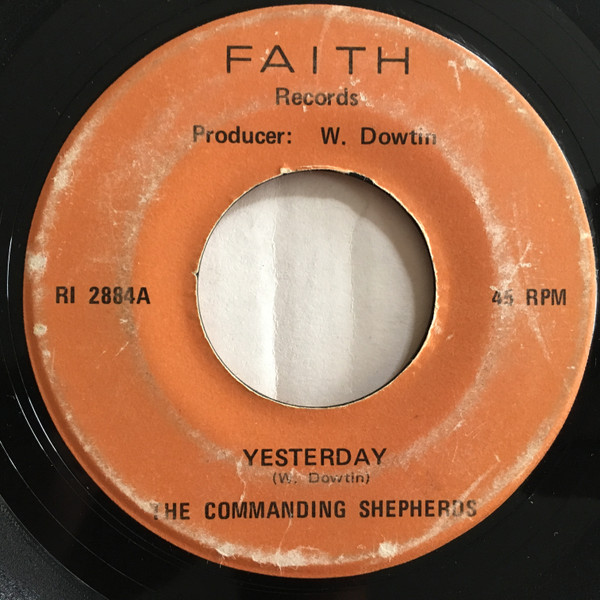 FAITH
Records
Producer: W. Dowtin
RI 2884A
45 RPM
YESTERDAY
(W. Dowtin)
THE COMMANDING SHEPHERDS